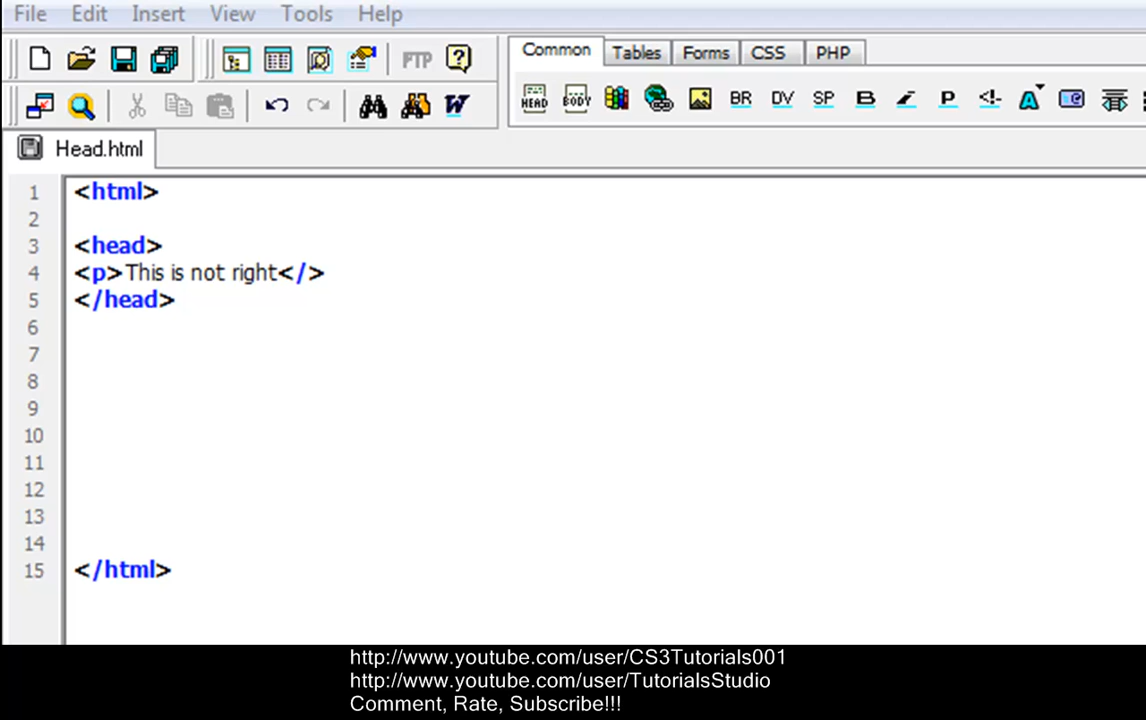 File Edit Insert View Tools Help
Common Tables Forms CSS PHP
FTP
HEAD BODY BR DV SP B P <!- A
W
Head.html
1 <html>
2
3 <head>
4 <p>This is not right</>
5 </head>
6
7
8
9
10
11
12
13
14
15 </html>
http://www.youtube.com/user/CS3Tutorials001
http://www.youtube.com/user/TutorialsStudio
Comment, Rate, Subscribe!!!